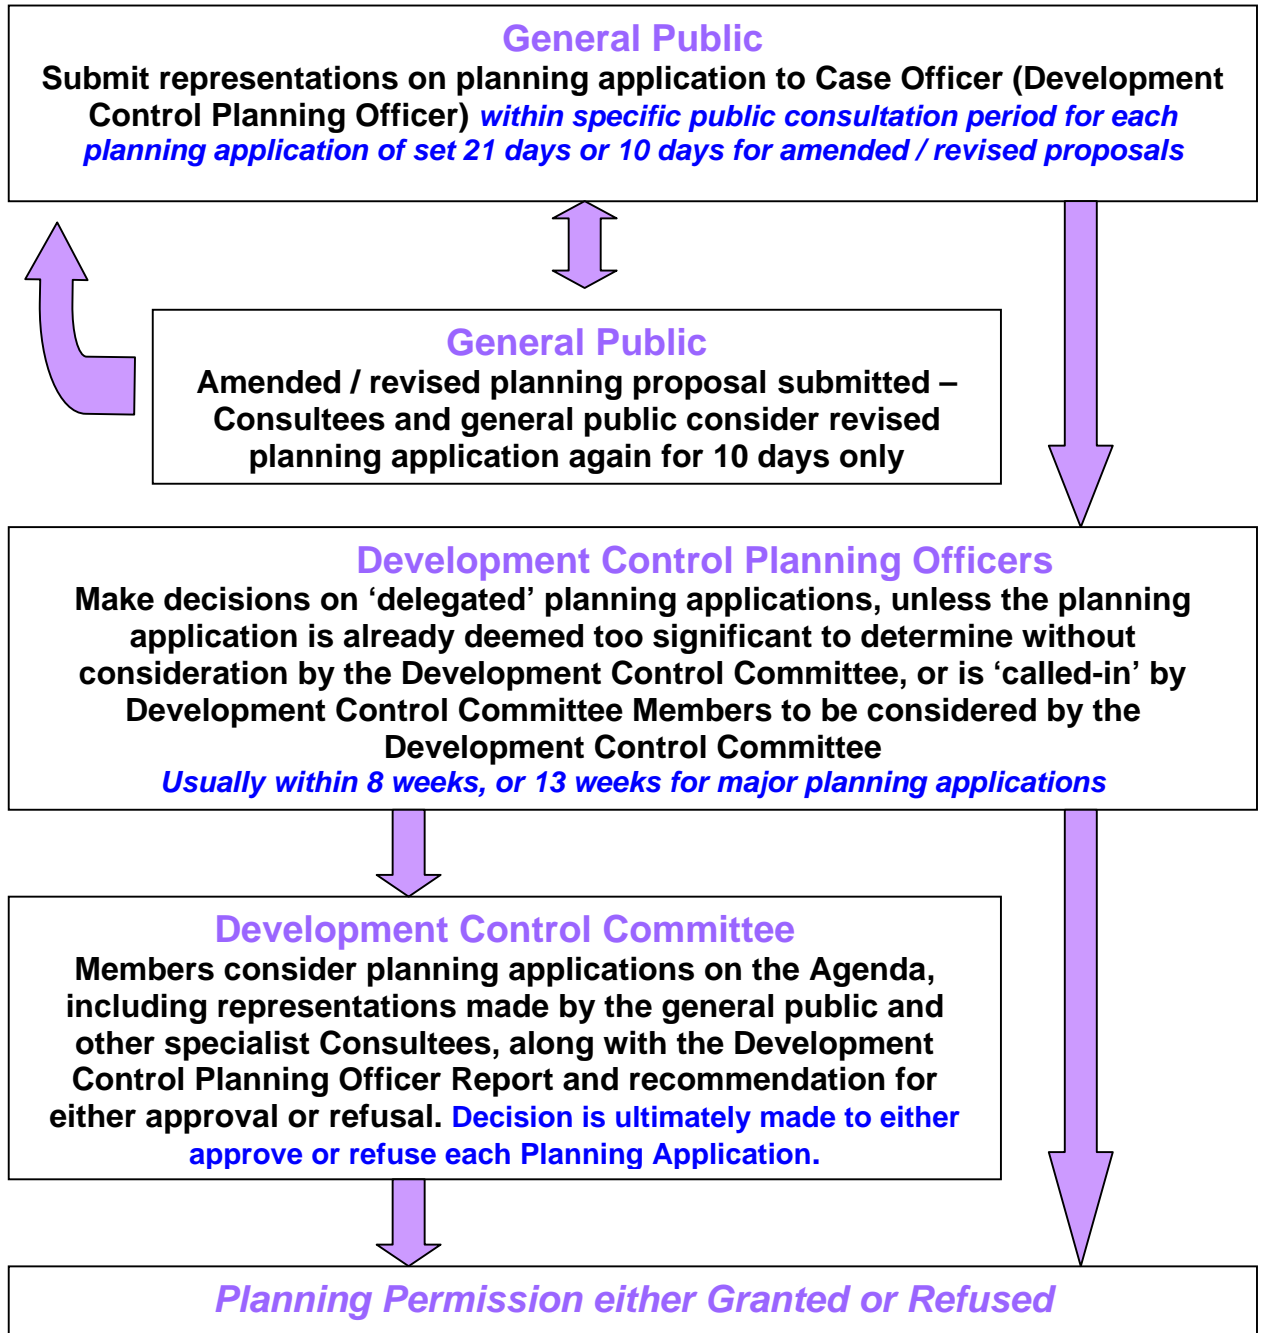 General Public
Submit representations on planning application to Case Officer (Development
Control Planning Officer) within specific public consultation period for each
planning application of set 21 days or 10 days for amended / revised proposals
General Public
Amended / revised planning proposal submitted –
Consultees and general public consider revised
planning application again for 10 days only
Development Control Planning Officers
Make decisions on ‘delegated’ planning applications, unless the planning
application is already deemed too significant to determine without
consideration by the Development Control Committee, or is ‘called-in’ by
Development Control Committee Members to be considered by the
Development Control Committee
Usually within 8 weeks, or 13 weeks for major planning applications
Development Control Committee
Members consider planning applications on the Agenda,
including representations made by the general public and
other specialist Consultees, along with the Development
Control Planning Officer Report and recommendation for
either approval or refusal. Decision is ultimately made to either
approve or refuse each Planning Application.
Planning Permission either Granted or Refused